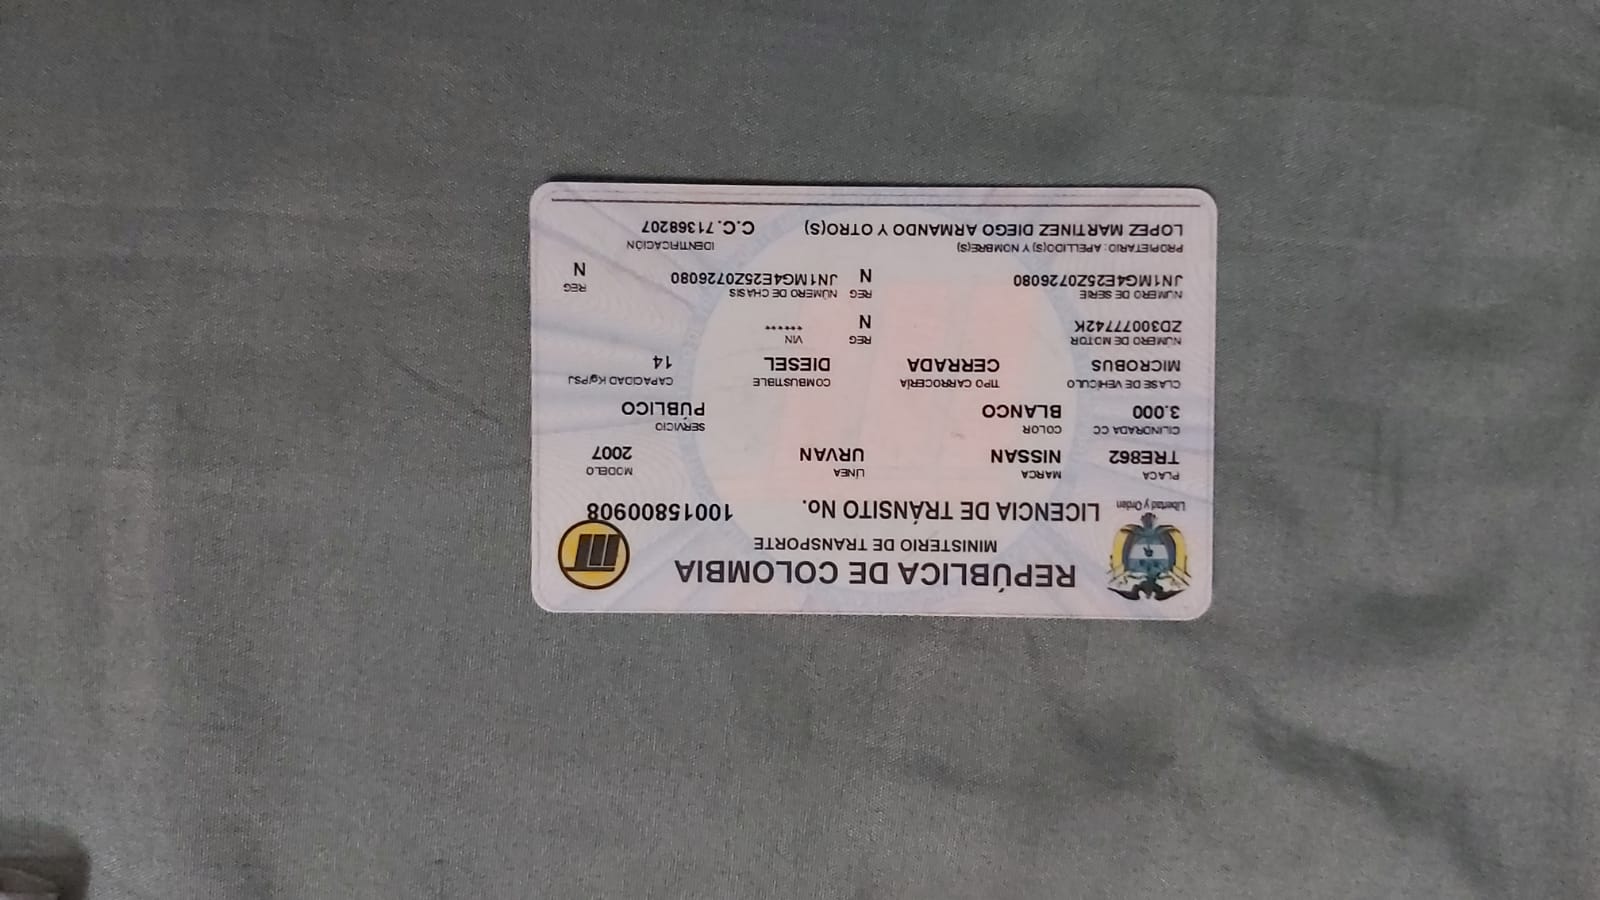 REPÚBLICA DE COLOMBIA
MINISTERIO DE TRANSPORTE
Libertad y Orden
LICENCIA DE TRÁNSITO No. 10015800908
PLACA MARCA LÍNEA MODELO
TRE862 NISSAN URVAN 2007
CILINDRADA CC COLOR SERVICIO
3.000 BLANCO PÚBLICO
CLASE DE VEHÍCULO TIPO CARROCERÍA COMBUSTIBLE CAPACIDAD Kg/PSJ
MICROBUS CERRADA DIESEL 14
NÚMERO DE MOTOR REG VIN
ZD30077742K N *****
NÚMERO DE SERIE REG NÚMERO DE CHASIS REG
JN1MG4E25Z0726080 N JN1MG4E25Z0726080 N
PROPIETARIO: APELLIDO(S) Y NOMBRE(S) IDENTIFICACIÓN
LOPEZ MARTINEZ DIEGO ARMANDO Y OTRO(S) C.C. 71368207